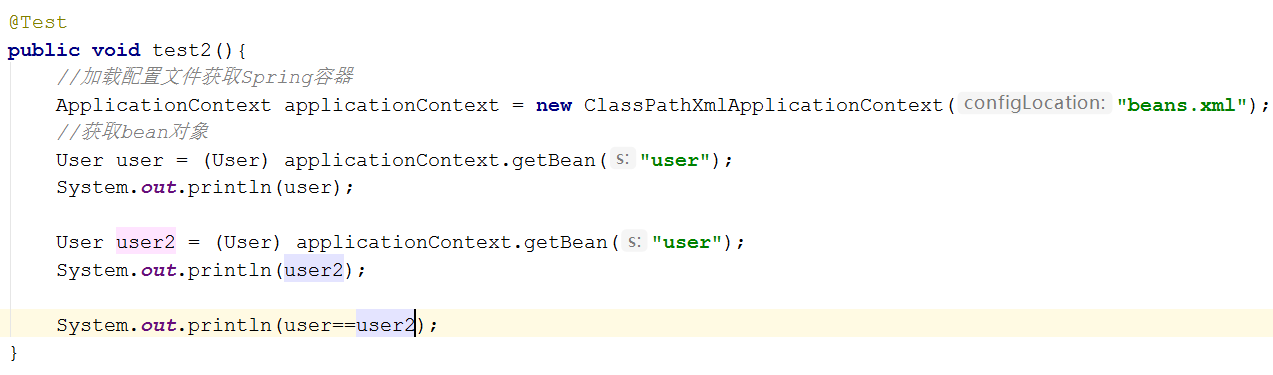 @Test
public void test2(){
//加载配置文件获取Spring容器
ApplicationContext applicationContext = new ClassPathXmlApplicationContext( configLocation: "beans.xml");
//获取bean对象
User user = (User) applicationContext.getBean( s: "user");
System.out.println(user);
User user2 = (User) applicationContext.getBean( s: "user");
System.out.println(user2);
System.out.println(user==user2);
}